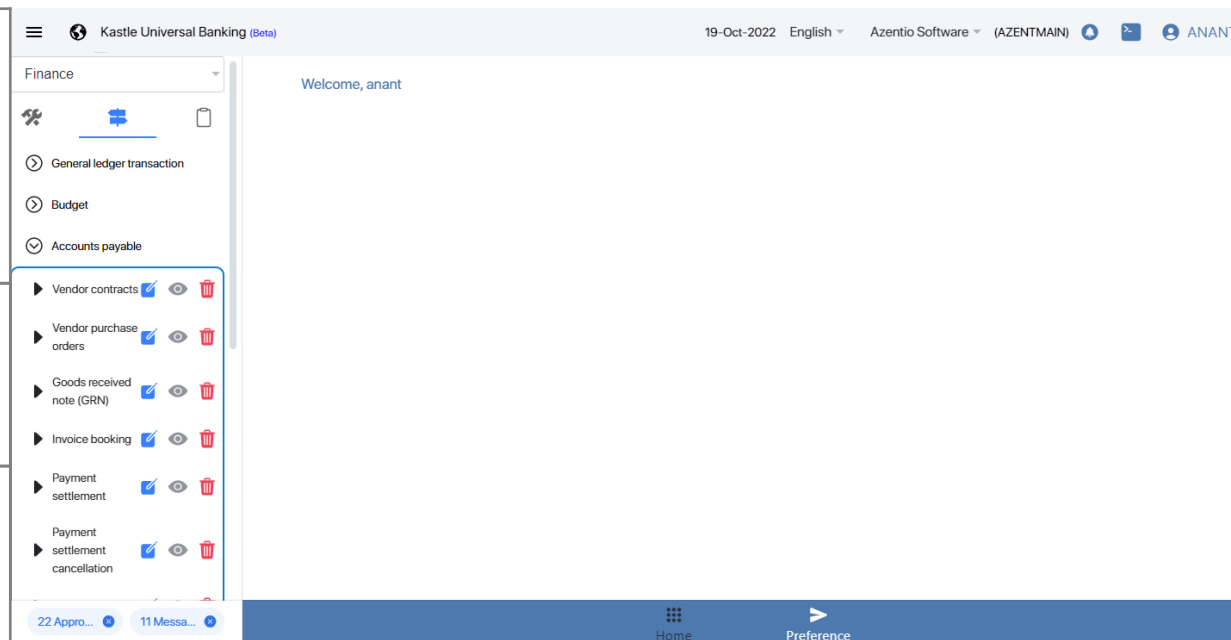 Kastle Universal Banking (Beta)
19-Oct-2022 English Azentio Software (AZENTMAIN) ANANT
Finance
Welcome, anant
General ledger transaction
Budget
Accounts payable
Vendor contracts
Vendor purchase
orders
Goods received
note (GRN)
Invoice booking
Payment
settlement
Payment
settlement
cancellation
22 Appro...
11 Messa...
Home
Preference